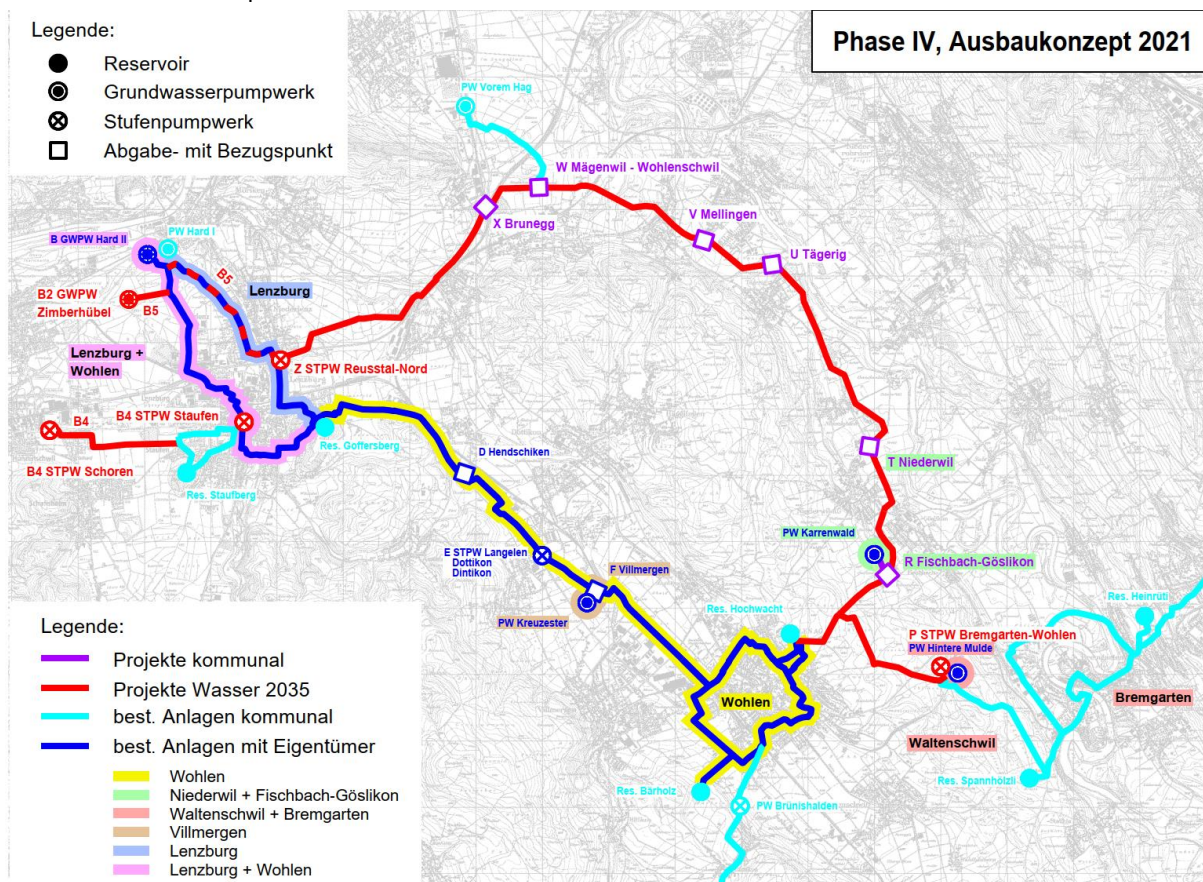 Legende:
Reservoir
Grundwasserpumpwerk
Stufenpumpwerk
Abgabe- mit Bezugspunkt
Phase IV, Ausbaukonzept 2021
PW Vorem Hag
W Mägenwil - Wohlenschwil
X Brunegg
V Mellingen
U Tägerig
B GWPW Hard II
PW Hard I
B5
Lenzburg
B2 GWPW
Zimberhübel
B5
Lenzburg +
Wohlen
Z STPW Reusstal-Nord
B4
B4 STPW Staufen
B4 STPW Schoren
Res. Staufberg
Res. Goffersberg
D Hendschiken
T Niederwil
PW Karrenwald
R Fischbach-Göslikon
E STPW Langelen
Dottikon
Dintikon
F Villmergen
PW Kreuzester
Res. Hochwacht
Res. Heinrüti
P STPW Bremgarten-Wohlen
PW Hintere Mulde
Wohlen
Bremgarten
Waltenschwil
Res. Spannhölzli
Res. Bärholz
PW Brünishalden
Legende:
Projekte kommunal
Projekte Wasser 2035
best. Anlagen kommunal
best. Anlagen mit Eigentümer
Wohlen
Niederwil + Fischbach-Göslikon
Waltenschwil + Bremgarten
Villmergen
Lenzburg
Lenzburg + Wohlen